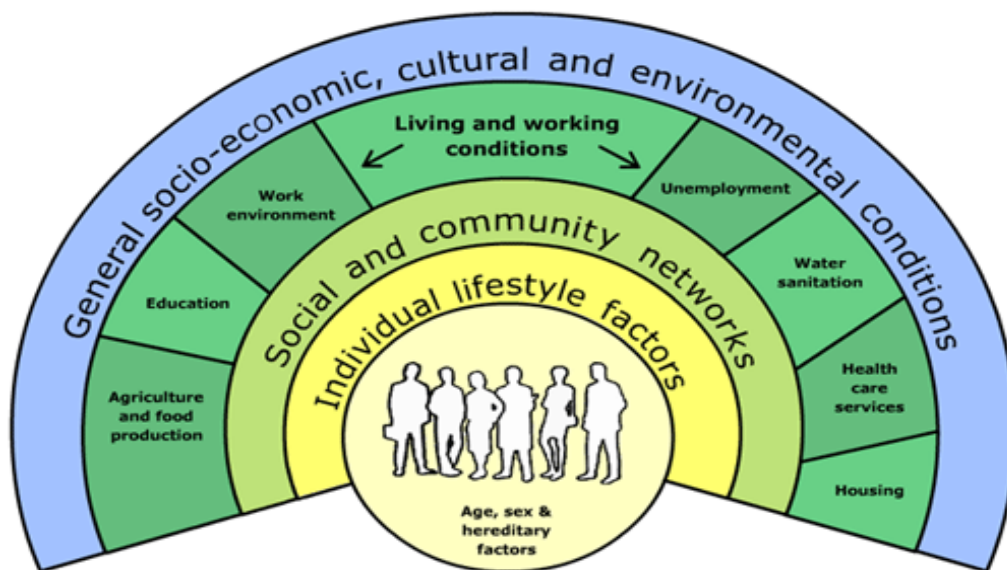 General socio-economic, cultural and environmental conditions
Living and working
conditions
Work
environment
Education
Agriculture
and food
production
Unemployment
Water
sanitation
Health
care
services
Housing
Social and community networks
Individual lifestyle factors
Age, sex &
hereditary
factors